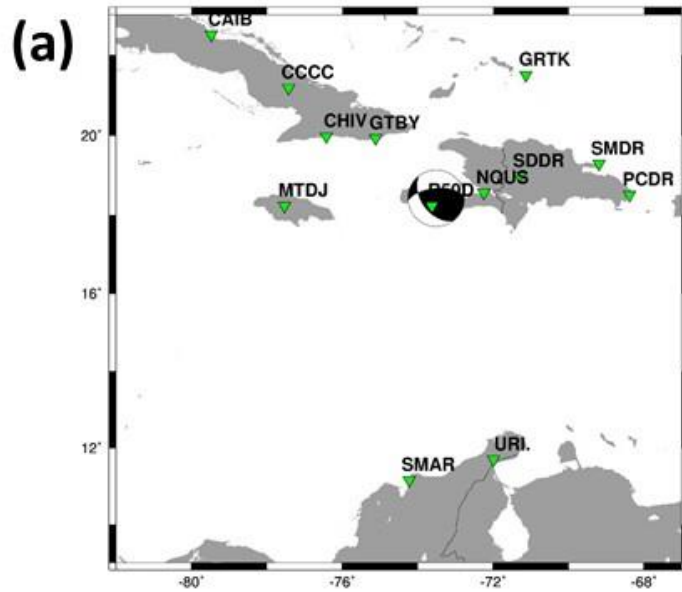 (a)
CAIB
CCCC
GRTK
20°
CHIV GTBY
SMDR
SDDR
NQUS
PCDR
MTDJ
16°
12°
URI.
SMAR
-80° -76° -72° -68°